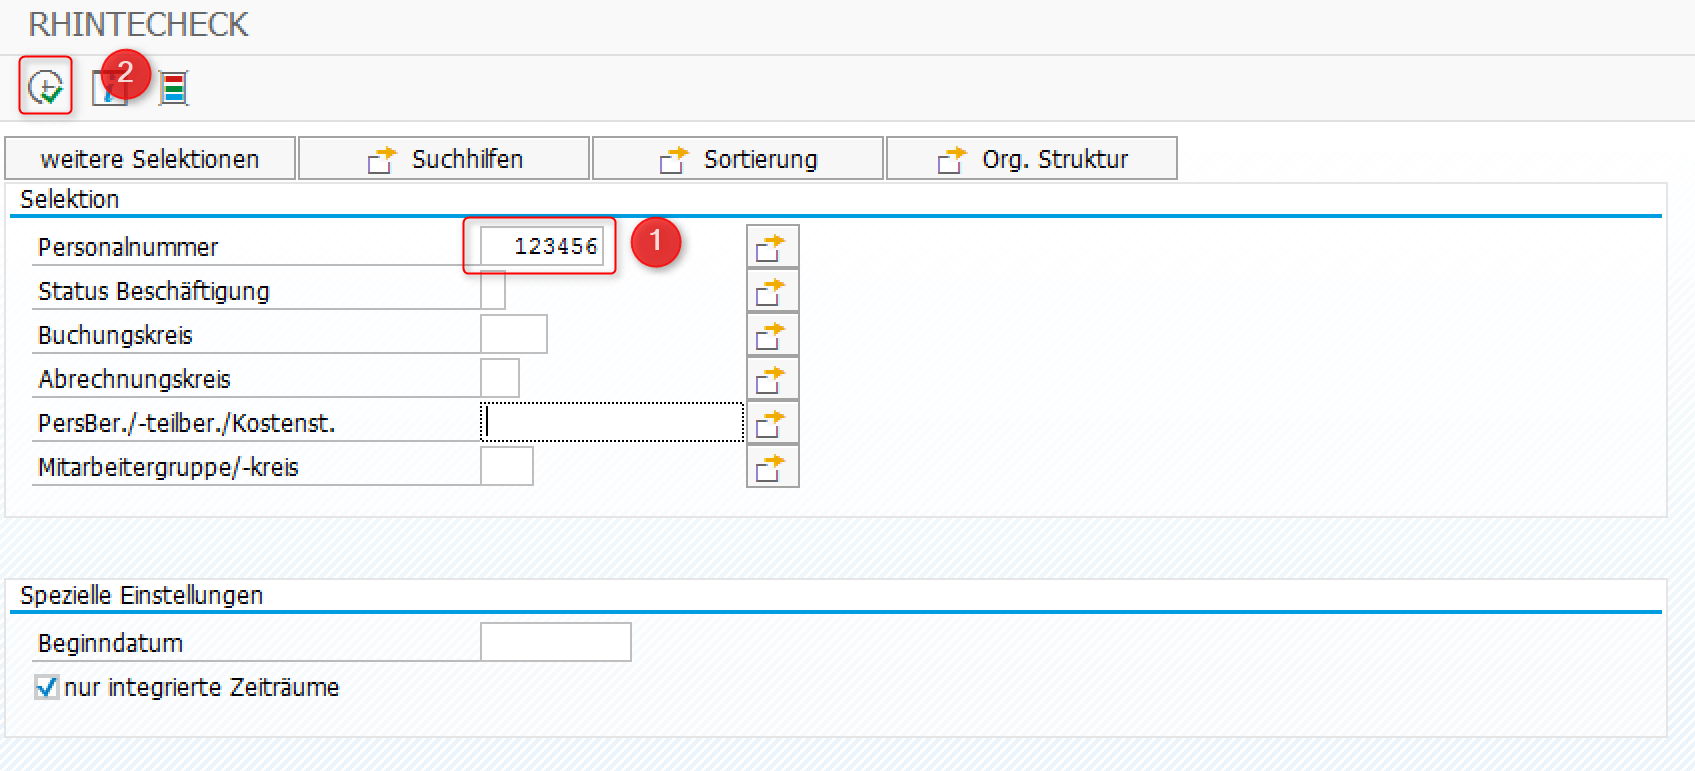 RHINTECHECK
2
weitere Selektionen Suchhilfen Sortierung Org. Struktur
Selektion
Personalnummer 123456 1
Status Beschäftigung
Buchungskreis
Abrechnungskreis
PersBer./-teilber./Kostenst.
Mitarbeitergruppe/-kreis
Spezielle Einstellungen
Beginndatum
nur integrierte Zeiträume